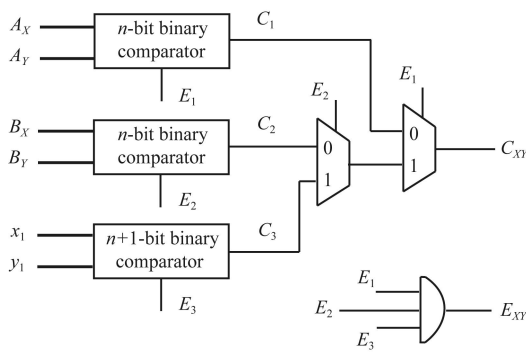 A_X
A_Y
n-bit binary
comparator
C_1
E_1
B_X
B_Y
n-bit binary
comparator
C_2
E_2
x_1
y_1
n+1-bit binary
comparator
C_3
E_3
E_2
0
1
E_1
0
1
C_XY
E_1
E_2
E_3
E_XY